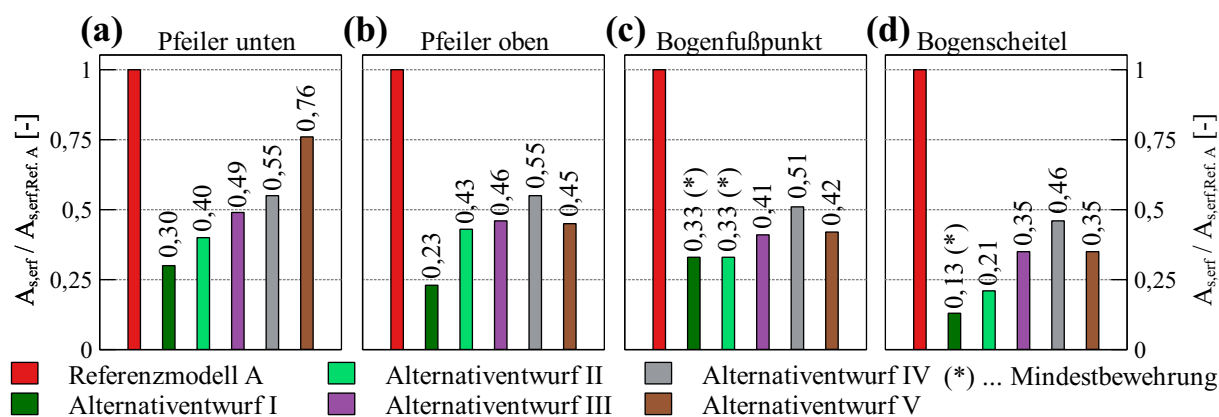 (a) Pfeiler unten
(b) Pfeiler oben
(c) Bogenfußpunkt
(d) Bogenscheitel
A_s,erf / A_s,erf,Ref. A [-]
1
0,75
0,5
0,25
0
0,30
0,40
0,49
0,55
0,76
0,23
0,43
0,46
0,55
0,45
0,33 (*)
0,33 (*)
0,41
0,51
0,42
0,13 (*)
0,21
0,35
0,46
0,35
1
0,75
0,5
0,25
0
A_s,erf / A_s,erf,Ref. A [-]
Referenzmodell A
Alternativentwurf I
Alternativentwurf II
Alternativentwurf III
Alternativentwurf IV
Alternativentwurf V
(*) ... Mindestbewehrung